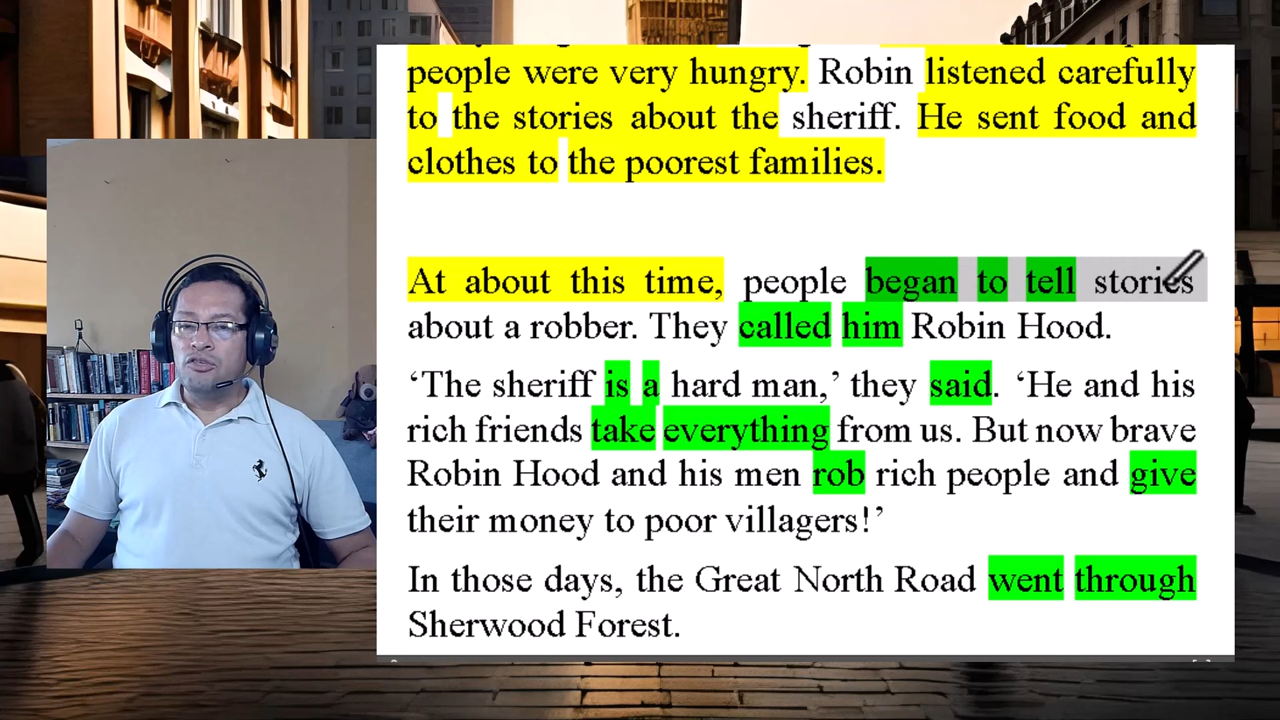 people were very hungry. Robin listened carefully
to the stories about the sheriff. He sent food and
clothes to the poorest families.
At about this time, people began to tell stories
about a robber. They called him Robin Hood.
‘The sheriff is a hard man,’ they said. ‘He and his
rich friends take everything from us. But now brave
Robin Hood and his men rob rich people and give
their money to poor villagers!’
In those days, the Great North Road went through
Sherwood Forest.